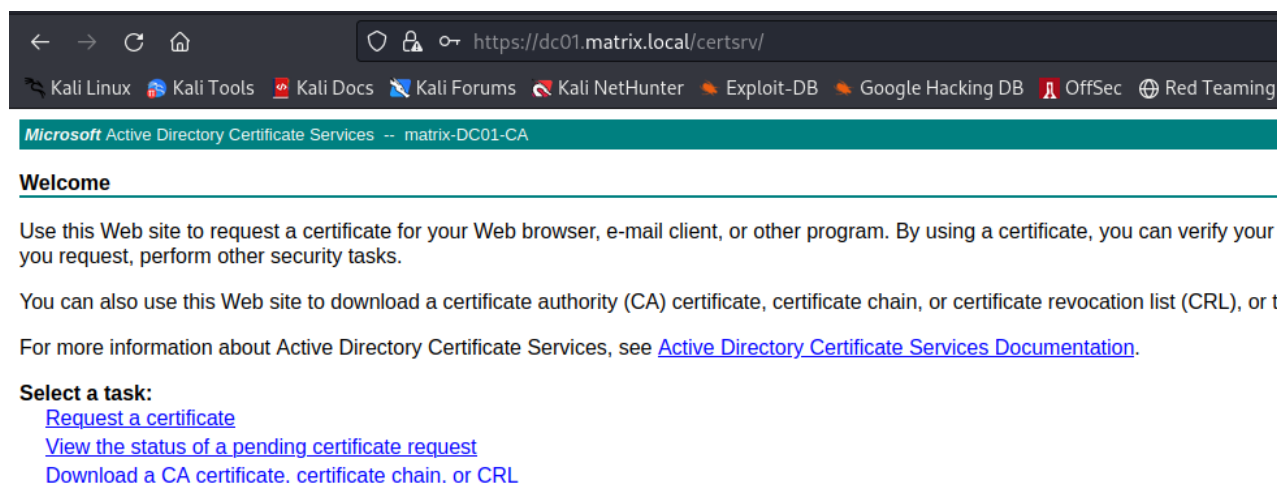 https://dc01.matrix.local/certsrv/
Kali Linux Kali Tools Kali Docs Kali Forums Kali NetHunter Exploit-DB Google Hacking DB OffSec Red Teaming
Microsoft Active Directory Certificate Services -- matrix-DC01-CA
Welcome
Use this Web site to request a certificate for your Web browser, e-mail client, or other program. By using a certificate, you can verify your
you request, perform other security tasks.
You can also use this Web site to download a certificate authority (CA) certificate, certificate chain, or certificate revocation list (CRL), or t
For more information about Active Directory Certificate Services, see Active Directory Certificate Services Documentation.
Select a task:
Request a certificate
View the status of a pending certificate request
Download a CA certificate, certificate chain, or CRL